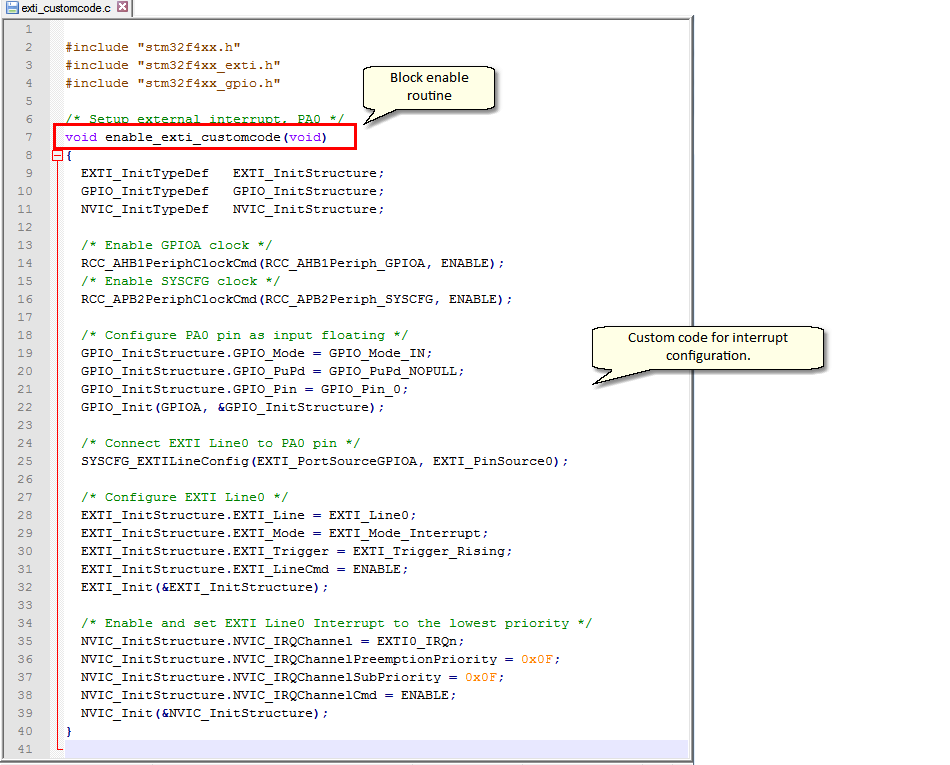 exti_customcode.c
1
2 #include "stm32f4xx.h"
3 #include "stm32f4xx_exti.h"
4 #include "stm32f4xx_gpio.h"
5
Block enable
routine
6 /* Setup external interrupt, PA0 */
7 void enable_exti_customcode(void)
8 {
9 EXTI_InitTypeDef EXTI_InitStructure;
10 GPIO_InitTypeDef GPIO_InitStructure;
11 NVIC_InitTypeDef NVIC_InitStructure;
12
13 /* Enable GPIOA clock */
14 RCC_AHB1PeriphClockCmd(RCC_AHB1Periph_GPIOA, ENABLE);
15 /* Enable SYSCFG clock */
16 RCC_APB2PeriphClockCmd(RCC_APB2Periph_SYSCFG, ENABLE);
17
18 /* Configure PA0 pin as input floating */
19 GPIO_InitStructure.GPIO_Mode = GPIO_Mode_IN;
20 GPIO_InitStructure.GPIO_PuPd = GPIO_PuPd_NOPULL;
21 GPIO_InitStructure.GPIO_Pin = GPIO_Pin_0;
22 GPIO_Init(GPIOA, &GPIO_InitStructure);
Custom code for interrupt
configuration.
23
24 /* Connect EXTI Line0 to PA0 pin */
25 SYSCFG_EXTILineConfig(EXTI_PortSourceGPIOA, EXTI_PinSource0);
26
27 /* Configure EXTI Line0 */
28 EXTI_InitStructure.EXTI_Line = EXTI_Line0;
29 EXTI_InitStructure.EXTI_Mode = EXTI_Mode_Interrupt;
30 EXTI_InitStructure.EXTI_Trigger = EXTI_Trigger_Rising;
31 EXTI_InitStructure.EXTI_LineCmd = ENABLE;
32 EXTI_Init(&EXTI_InitStructure);
33
34 /* Enable and set EXTI Line0 Interrupt to the lowest priority */
35 NVIC_InitStructure.NVIC_IRQChannel = EXTI0_IRQn;
36 NVIC_InitStructure.NVIC_IRQChannelPreemptionPriority = 0x0F;
37 NVIC_InitStructure.NVIC_IRQChannelSubPriority = 0x0F;
38 NVIC_InitStructure.NVIC_IRQChannelCmd = ENABLE;
39 NVIC_Init(&NVIC_InitStructure);
40 }
41